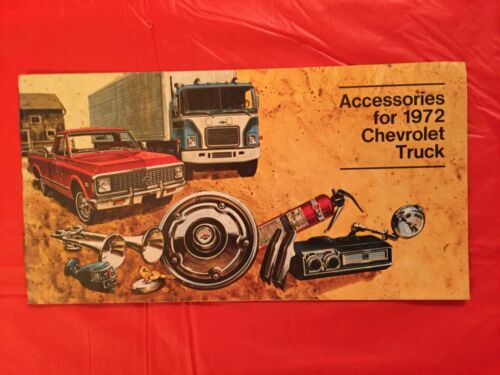 Accessories
for 1972
Chevrolet
Truck